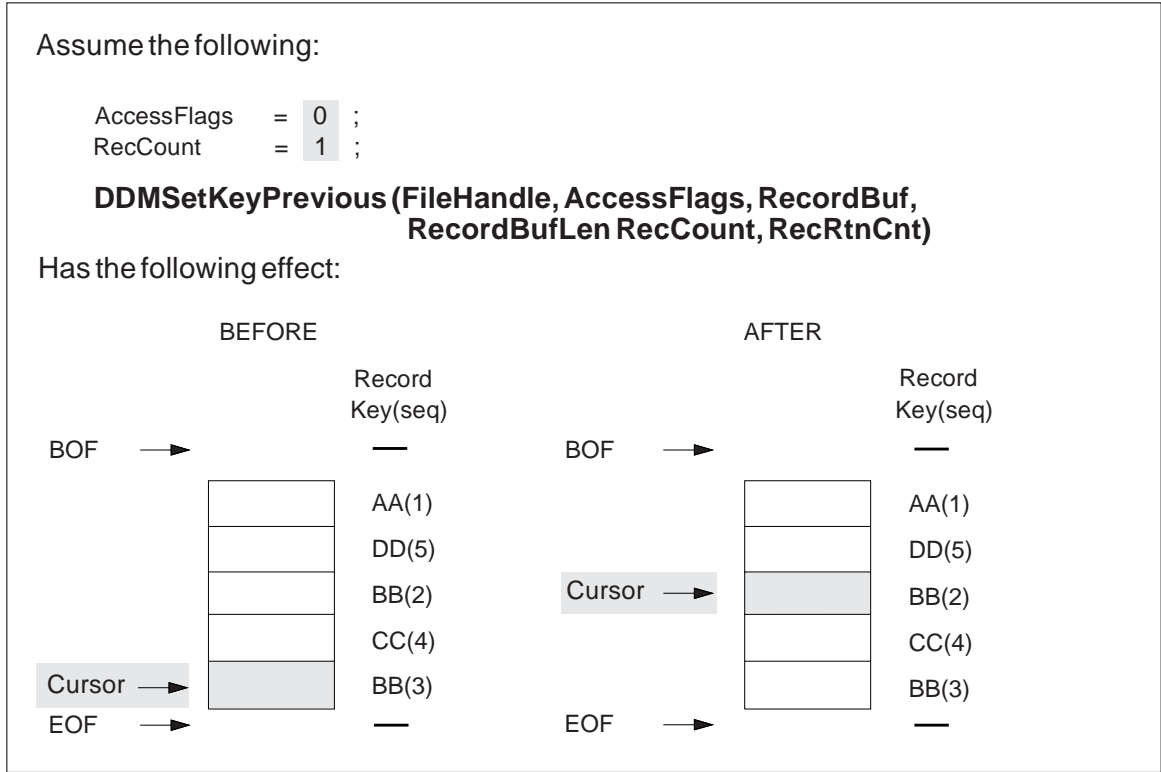 Assume the following:
AccessFlags = 0 ;
RecCount = 1 ;
DDMSetKeyPrevious (FileHandle, AccessFlags, RecordBuf,
RecordBufLen RecCount, RecRtnCnt)
Has the following effect:
BEFORE AFTER
Record Record
Key(seq) Key(seq)
BOF — BOF —
AA(1) AA(1)
DD(5) DD(5)
BB(2) Cursor BB(2)
CC(4) CC(4)
Cursor BB(3) BB(3)
EOF — EOF —